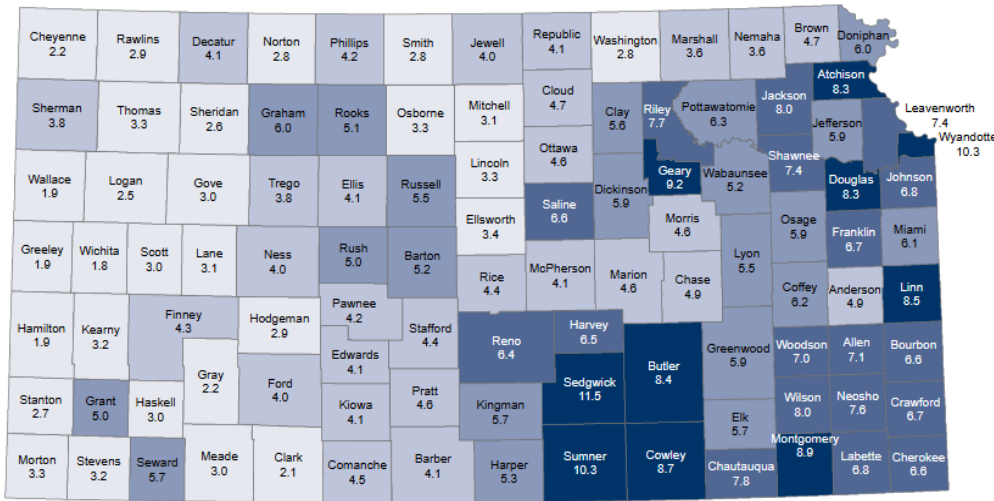 Cheyenne
2.2
Rawlins
2.9
Decatur
4.1
Norton
2.8
Phillips
4.2
Smith
2.8
Jewell
4.0
Republic
4.1
Washington
2.8
Marshall
3.6
Nemaha
3.6
Brown
4.7
Doniphan
6.0
Atchison
8.3
Sherman
3.8
Thomas
3.3
Sheridan
2.6
Graham
6.0
Rooks
5.1
Osborne
3.3
Mitchell
3.1
Cloud
4.7
Clay
5.6
Riley
7.7
Pottawatomie
6.3
Jackson
8.0
Jefferson
5.9
Leavenworth
7.4
Wyandotte
10.3
Ottawa
4.6
Lincoln
3.3
Wallace
1.9
Logan
2.5
Gove
3.0
Trego
3.8
Ellis
4.1
Russell
5.5
Saline
6.6
Dickinson
5.9
Geary
9.2
Wabaunsee
5.2
Shawnee
7.4
Douglas
8.3
Johnson
6.8
Ellsworth
3.4
Morris
4.6
Osage
5.9
Franklin
6.7
Miami
6.1
Greeley
1.9
Wichita
1.8
Scott
3.0
Lane
3.1
Ness
4.0
Rush
5.0
Barton
5.2
Rice
4.4
McPherson
4.1
Marion
4.6
Chase
4.9
Lyon
5.5
Coffey
6.2
Anderson
4.9
Linn
8.5
Hamilton
1.9
Kearny
3.2
Finney
4.3
Hodgeman
2.9
Pawnee
4.2
Stafford
4.4
Edwards
4.1
Reno
6.4
Harvey
6.5
Butler
8.4
Greenwood
5.9
Woodson
7.0
Allen
7.1
Bourbon
6.6
Sedgwick
11.5
Stanton
2.7
Grant
5.0
Haskell
3.0
Gray
2.2
Ford
4.0
Kiowa
4.1
Pratt
4.6
Kingman
5.7
Elk
5.7
Wilson
8.0
Neosho
7.6
Crawford
6.7
Morton
3.3
Stevens
3.2
Seward
5.7
Meade
3.0
Clark
2.1
Comanche
4.5
Barber
4.1
Harper
5.3
Sumner
10.3
Cowley
8.7
Chautauqua
7.8
Montgomery
8.9
Labette
6.8
Cherokee
6.6